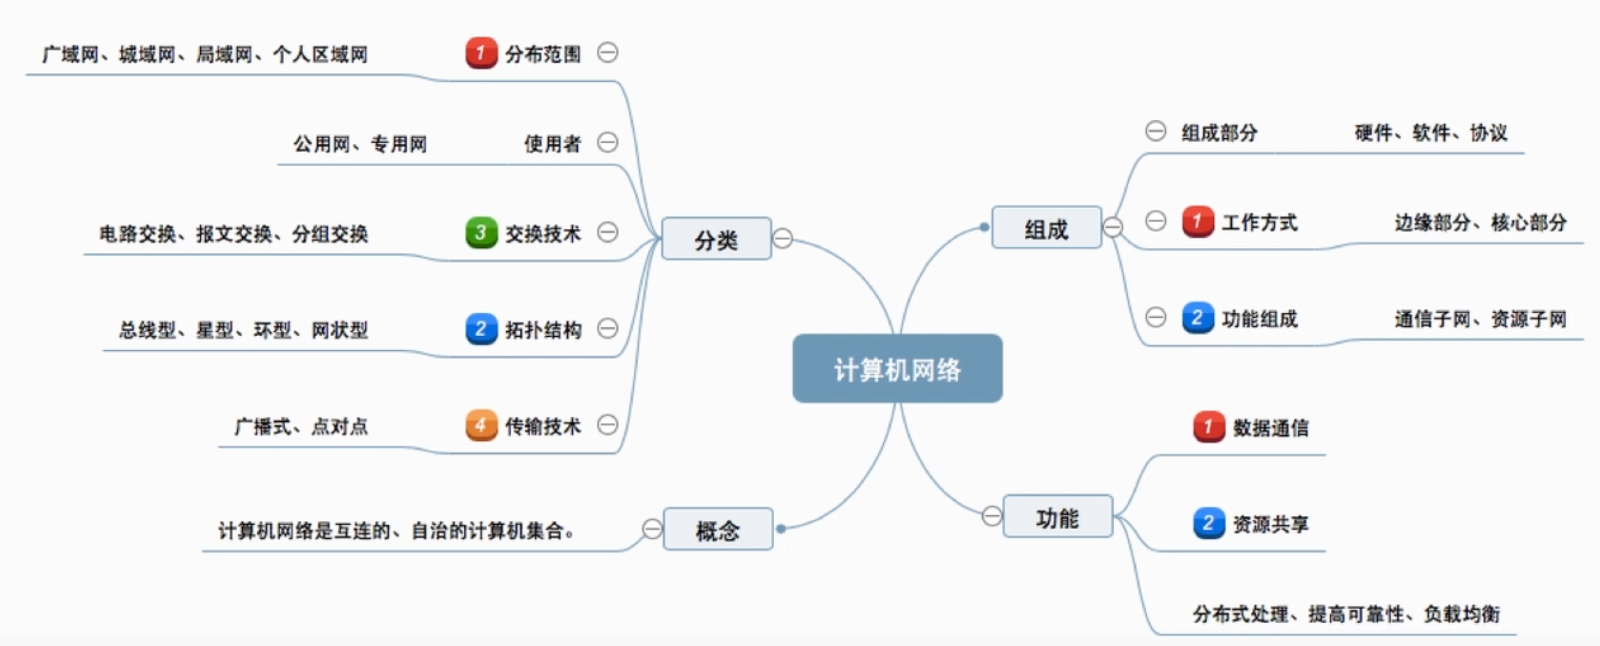 计算机网络
概念
计算机网络是互连的、自治的计算机集合。
组成
组成部分 硬件、软件、协议
1 工作方式 边缘部分、核心部分
2 功能组成 通信子网、资源子网
功能
1 数据通信
2 资源共享
分布式处理、提高可靠性、负载均衡
分类
广域网、城域网、局域网、个人区域网 1 分布范围
公用网、专用网 使用者
电路交换、报文交换、分组交换 3 交换技术
总线型、星型、环型、网状型 2 拓扑结构
广播式、点对点 4 传输技术